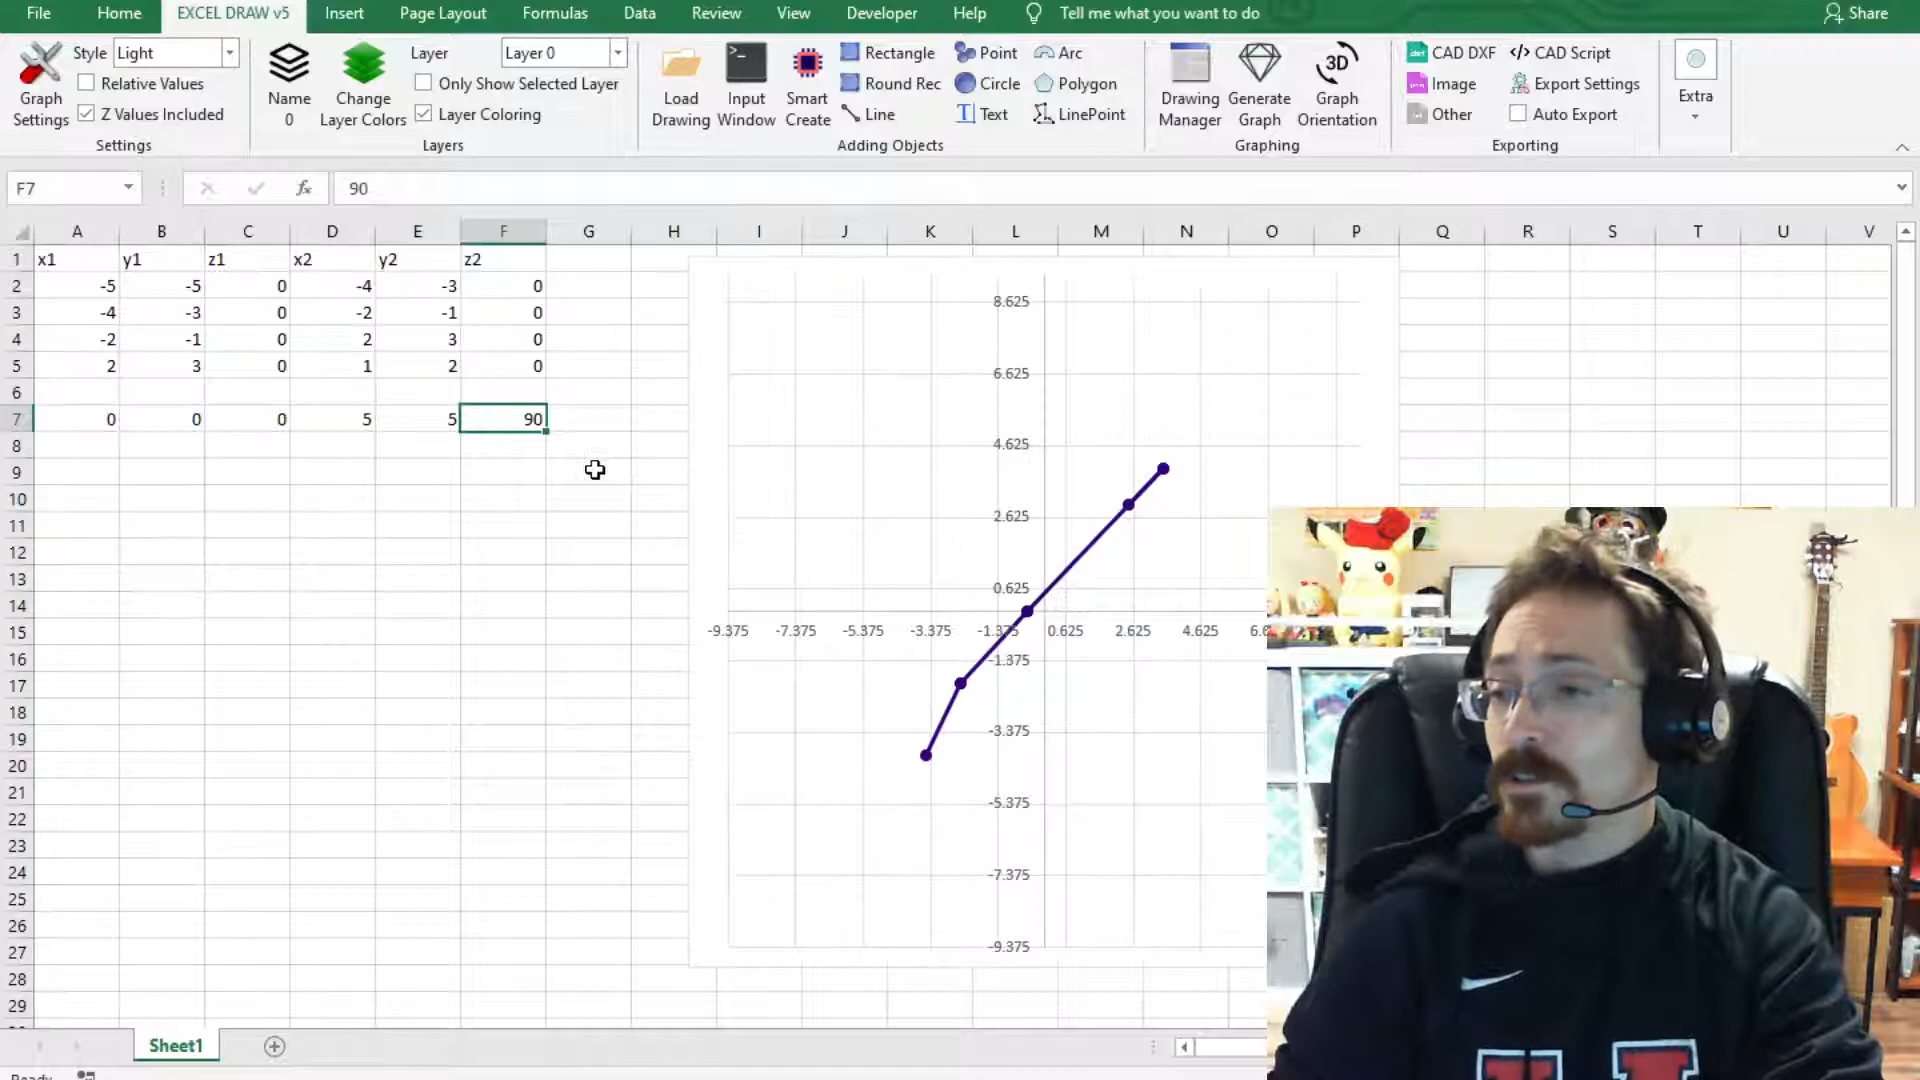 File Home EXCEL DRAW v5 Insert Page Layout Formulas Data Review View Developer Help Tell me what you want to do Share
Graph Settings
Style Light
Relative Values
Z Values Included
Settings
Name 0
Change Layer Colors
Layer Layer 0
Only Show Selected Layer
Layer Coloring
Layers
Load Drawing
Input Window
Smart Create
Rectangle Point Arc
Round Rec Circle Polygon
Line Text LinePoint
Adding Objects
Drawing Manager
Generate Graph
3D
Graph Orientation
Graphing
CAD DXF CAD Script
Image Export Settings
Other Auto Export
Exporting
Extra
F7 fx 90
A B C D E F G H I J K L M N O P Q R S T U V
1 x1 y1 z1 x2 y2 z2
2 -5 -5 0 -4 -3 0
3 -4 -3 0 -2 -1 0
4 -2 -1 0 2 3 0
5 2 3 0 1 2 0
6
7 0 0 0 5 5 90
8
9
10
11
12
13
14
15
16
17
18
19
20
21
22
23
24
25
26
27
28
29
8.625
6.625
4.625
2.625
0.625
-9.375 -7.375 -5.375 -3.375 -1.375 0.625 2.625 4.625
-1.375
-3.375
-5.375
-7.375
-9.375
Sheet1
Ready